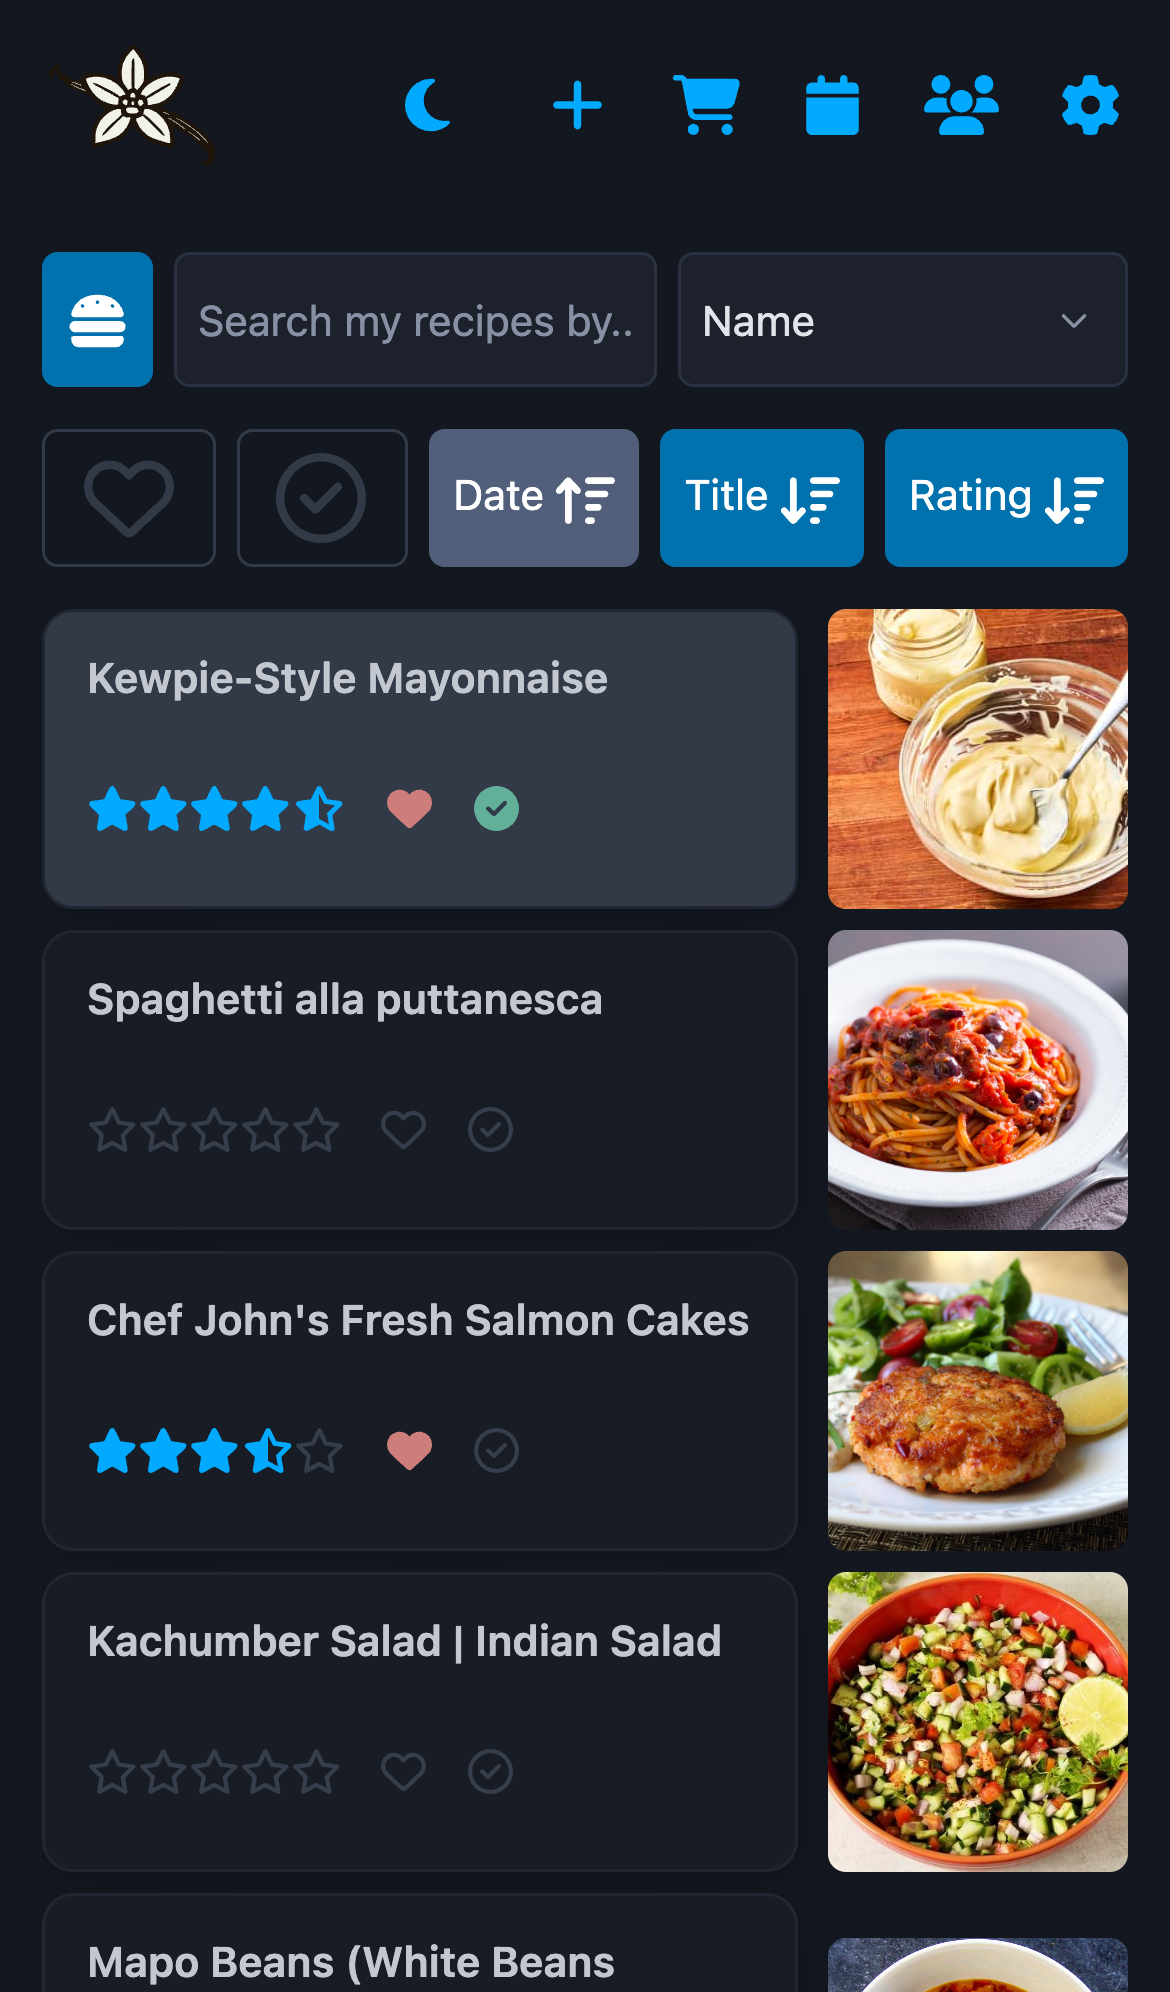 Search my recipes by..
Name
Date
Title
Rating
Kewpie-Style Mayonnaise
Spaghetti alla puttanesca
Chef John's Fresh Salmon Cakes
Kachumber Salad | Indian Salad
Mapo Beans (White Beans